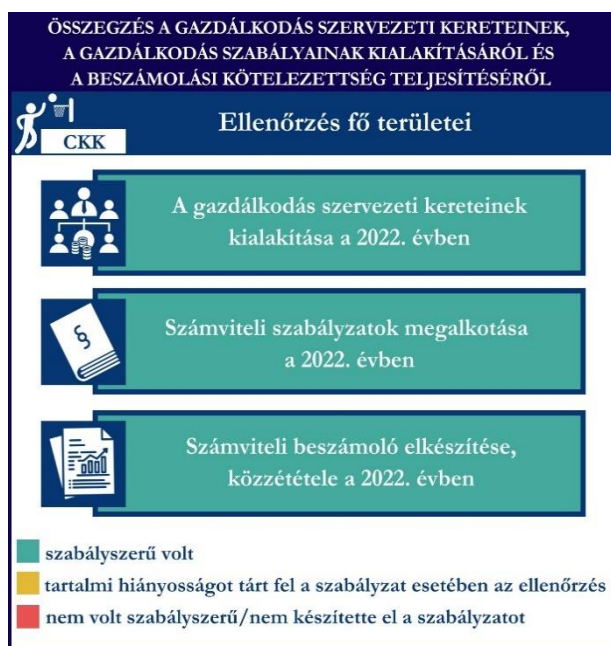 ÖSSZEGZÉS A GAZDÁLKODÁS SZERVEZETI KERETEINEK,
A GAZDÁLKODÁS SZABÁLYAINAK KIALAKÍTÁSÁRÓL ÉS
A BESZÁMOLÁSI KÖTELEZETTSÉG TELJESÍTÉSÉRŐL
CKK
Ellenőrzés fő területei
A gazdálkodás szervezeti kereteinek
kialakítása a 2022. évben
§
Számviteli szabályzatok megalkotása
a 2022. évben
Számviteli beszámoló elkészítése,
közzététele a 2022. évben
szabályszerű volt
tartalmi hiányosságot tárt fel a szabályzat esetében az ellenőrzés
nem volt szabályszerű/nem készítette el a szabályzatot